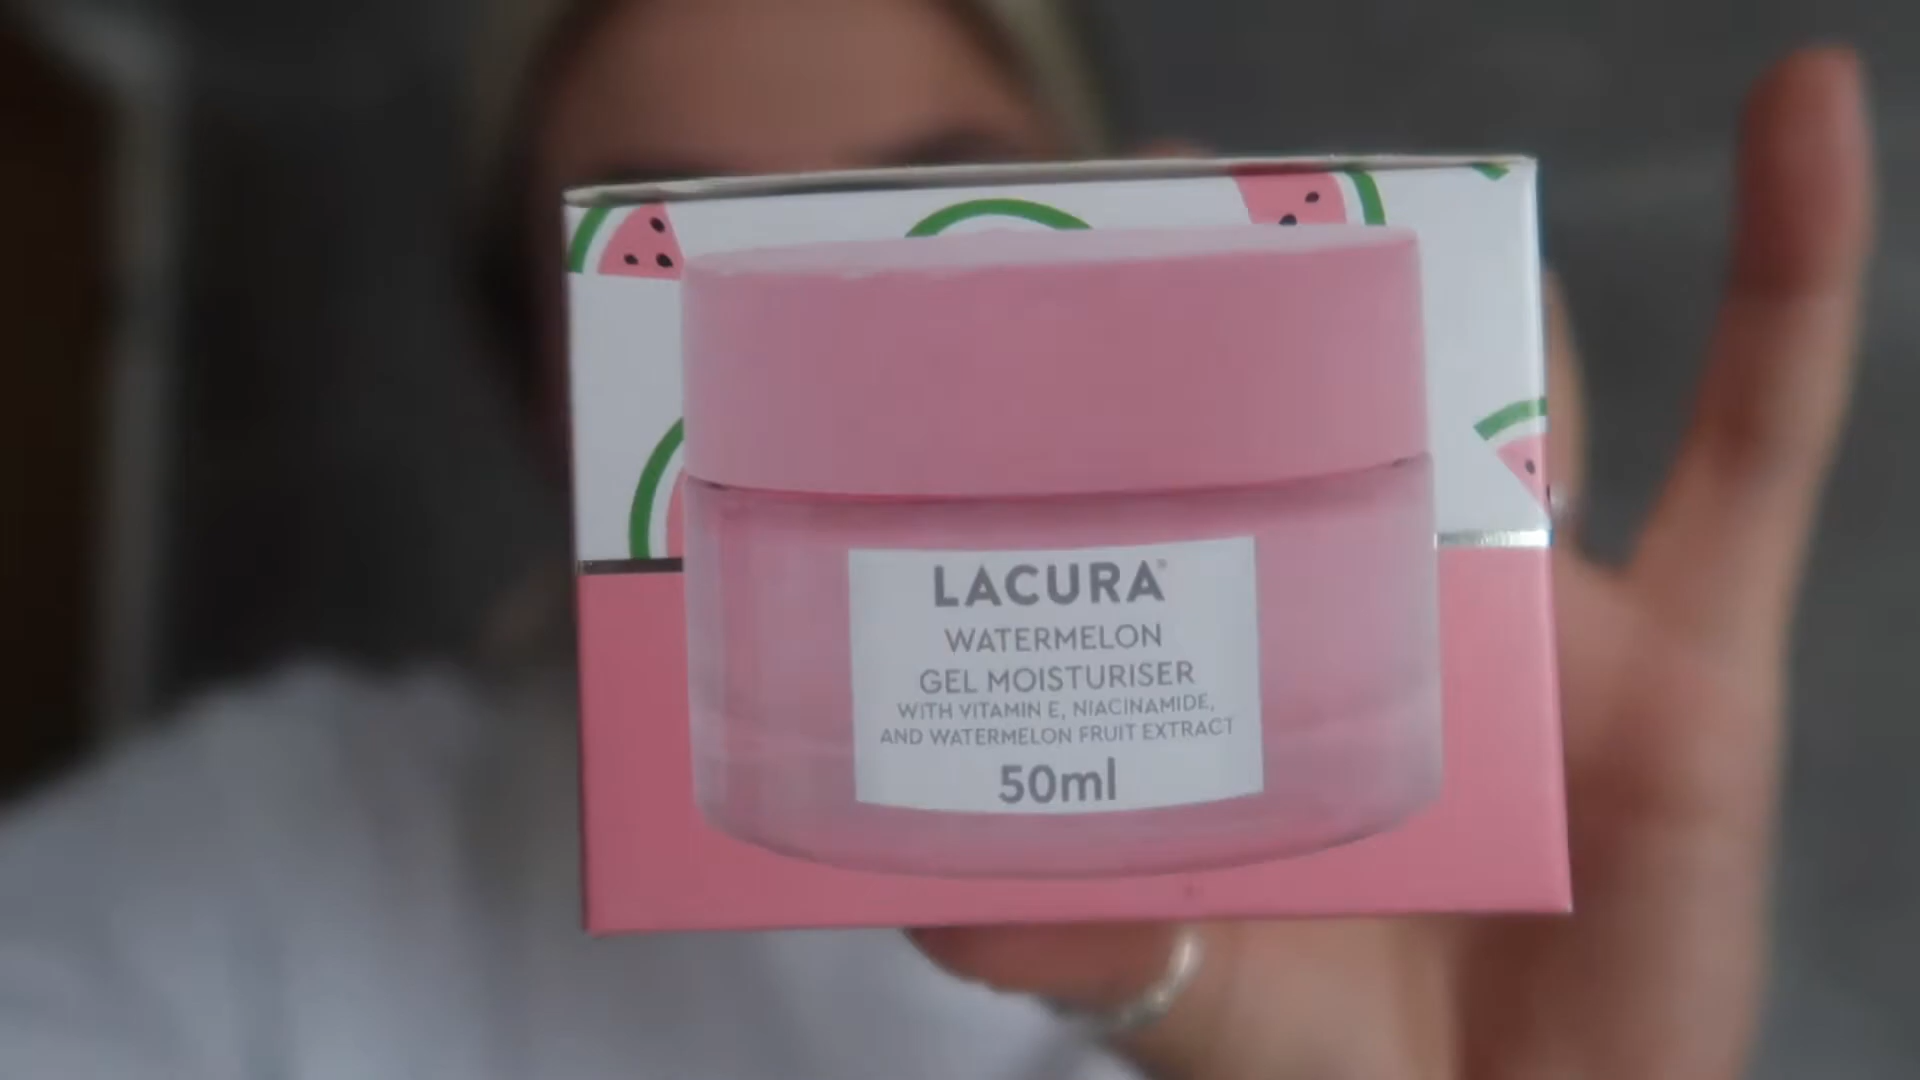 LACURA®
WATERMELON
GEL MOISTURISER
WITH VITAMIN E, NIACINAMIDE,
AND WATERMELON FRUIT EXTRACT
50ml